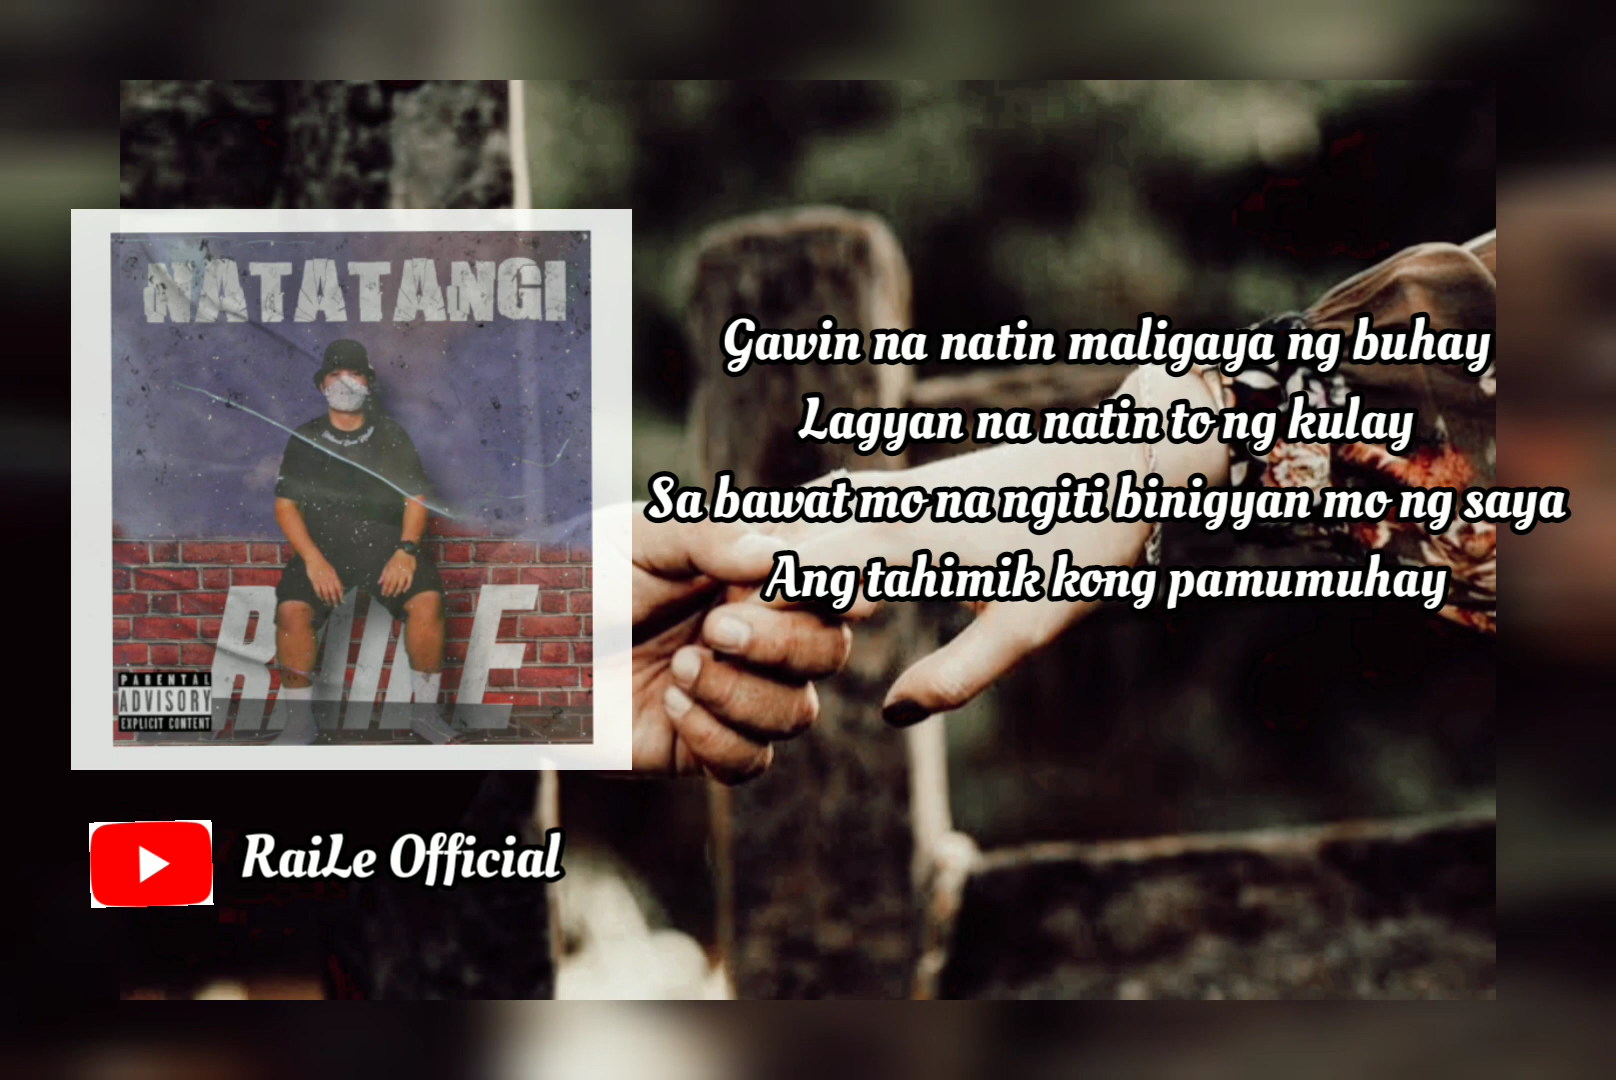 NATATANGI
RAILE
PARENTAL
ADVISORY
EXPLICIT CONTENT
Gawin na natin maligaya ng buhay
Lagyan na natin to ng kulay
Sa bawat mo na ngiti binigyan mo ng saya
Ang tahimik kong pamumuhay
RaiLe Official